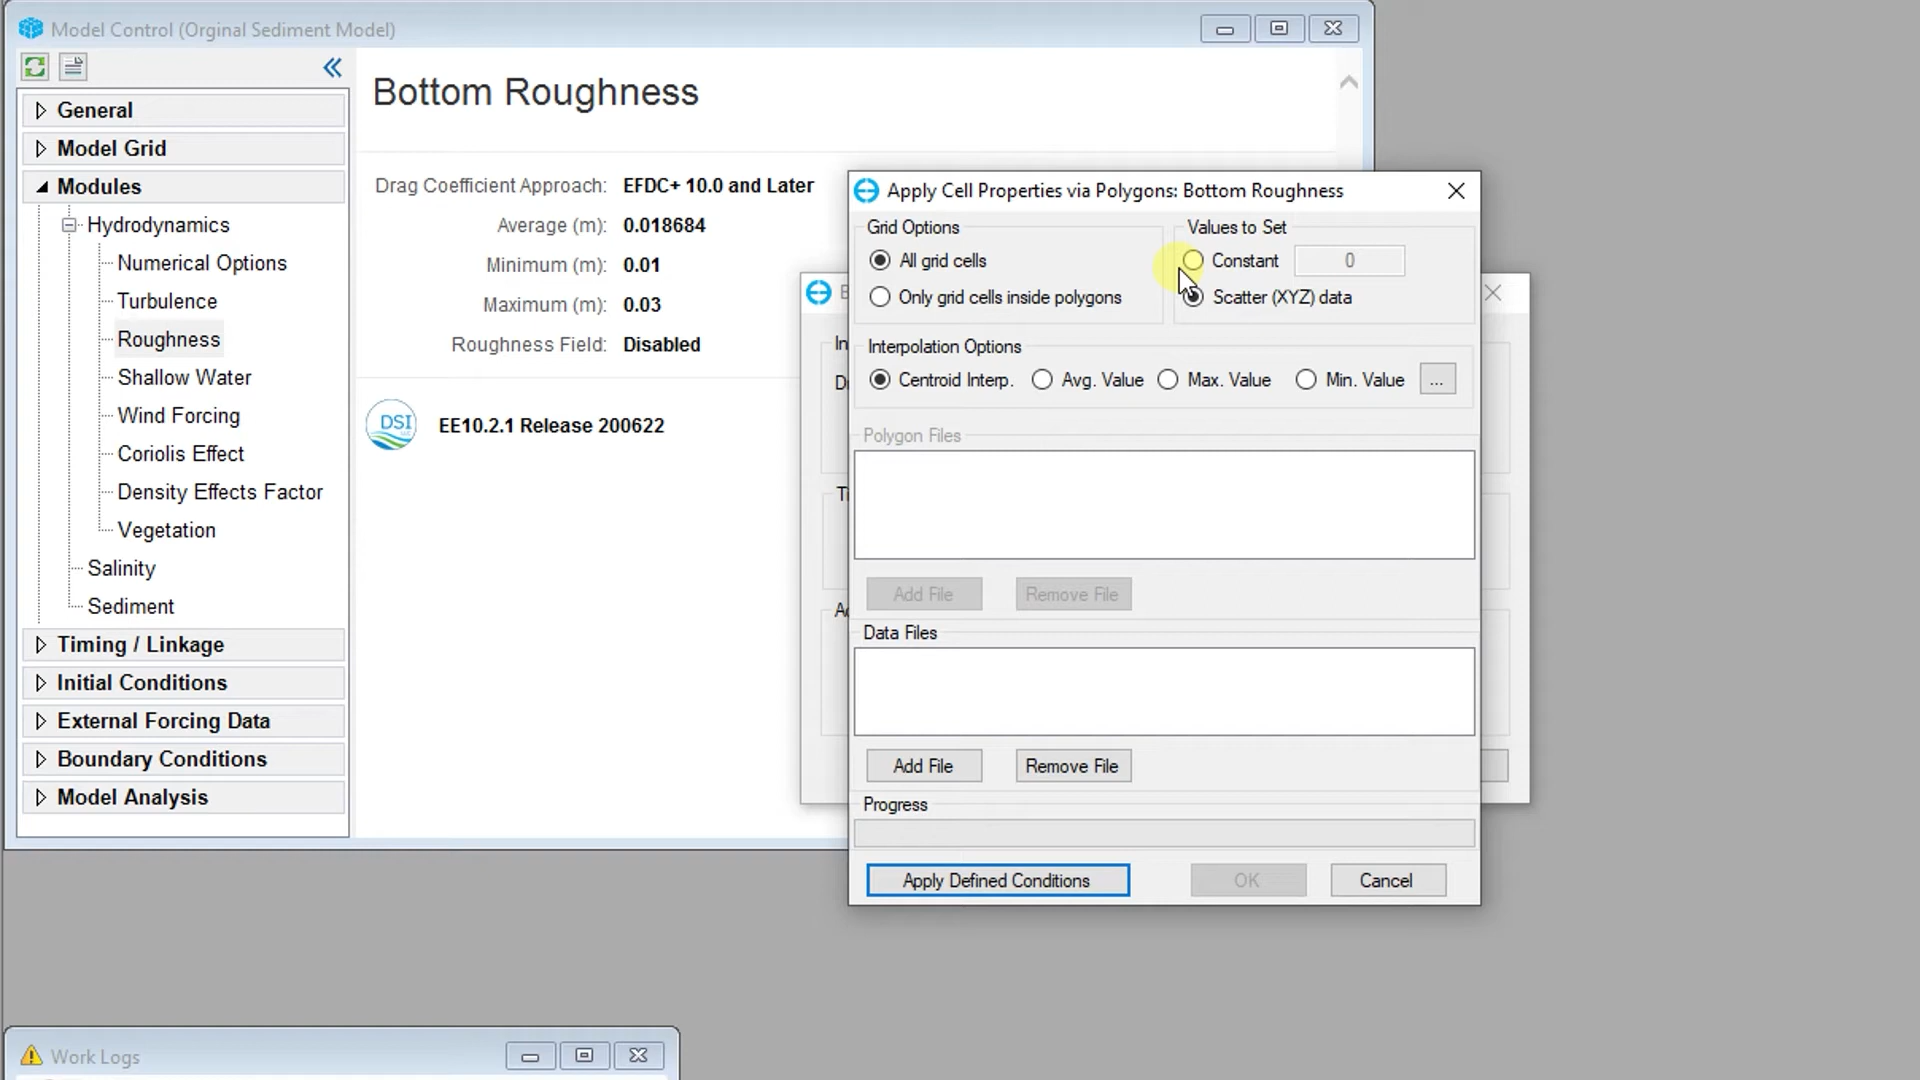 Model Control (Orginal Sediment Model)
General
Model Grid
Modules
Hydrodynamics
Numerical Options
Turbulence
Roughness
Shallow Water
Wind Forcing
Coriolis Effect
Density Effects Factor
Vegetation
Salinity
Sediment
Timing / Linkage
Initial Conditions
External Forcing Data
Boundary Conditions
Model Analysis
Bottom Roughness
Drag Coefficient Approach: EFDC+ 10.0 and Later
Average (m): 0.018684
Minimum (m): 0.01
Maximum (m): 0.03
Roughness Field: Disabled
DSI
EE10.2.1 Release 200622
Apply Cell Properties via Polygons: Bottom Roughness
Grid Options
All grid cells
Only grid cells inside polygons
Values to Set
Constant 0
Scatter (XYZ) data
Interpolation Options
Centroid Interp. Avg. Value Max. Value Min. Value ...
Polygon Files
Add File Remove File
Data Files
Add File Remove File
Progress
Apply Defined Conditions OK Cancel
Work Logs